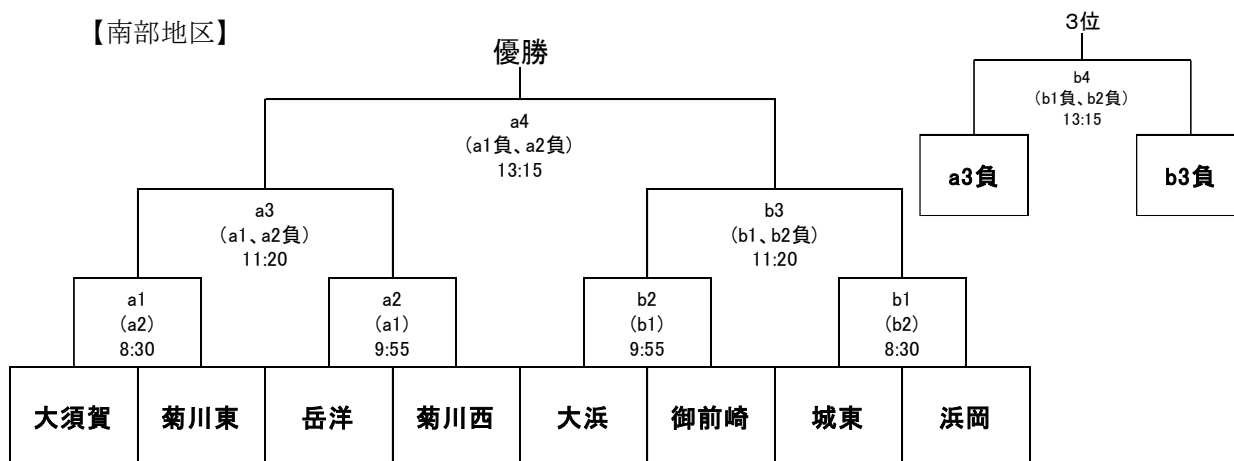 【南部地区】
優勝
3位
a4
(a1負、a2負)
13:15
b4
(b1負、b2負)
13:15
a3負
b3負
a3
(a1、a2負)
11:20
b3
(b1、b2負)
11:20
a1
(a2)
8:30
a2
(a1)
9:55
b2
(b1)
9:55
b1
(b2)
8:30
大須賀
菊川東
岳洋
菊川西
大浜
御前崎
城東
浜岡